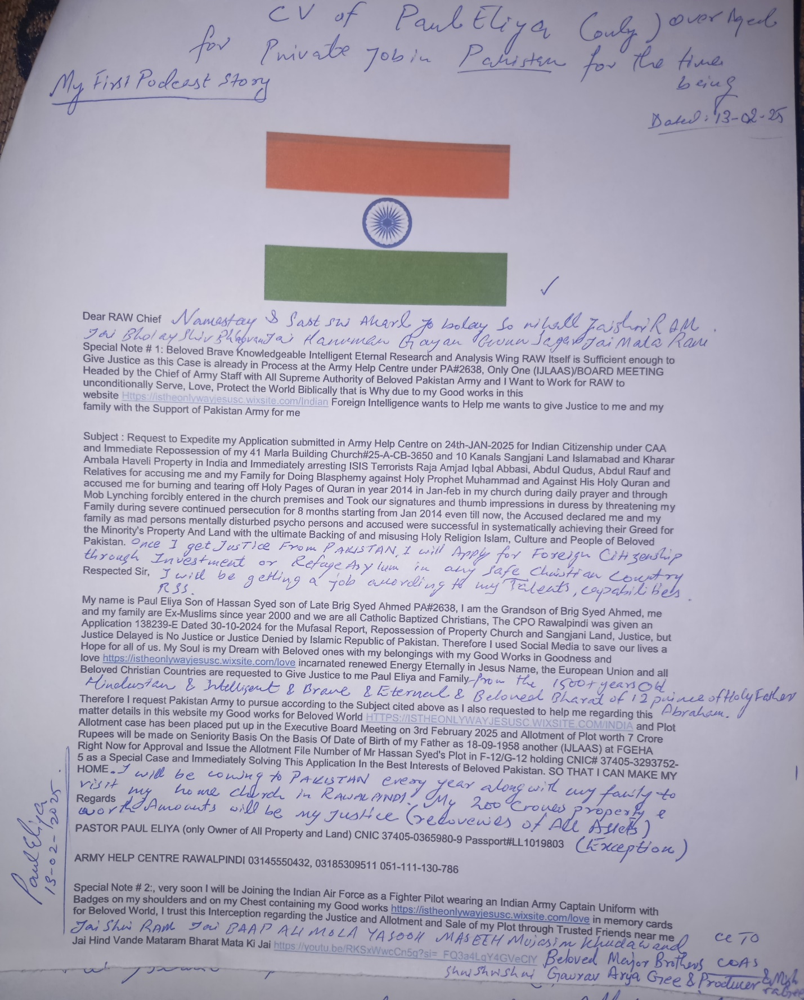 CV of Paul Eliya (only) over Aged
for Private Job in Pakistan for the time
being
My First Podcast Story
Dated: 13-02-25
Dear RAW Chief Namastay & Sast sri Akarl Jo bolay So nihall Jaishri RAM.
Jai Bholay Shiv Bhagvan Jai Hanuman Gayan Gunn Sagar Jai Mata Rani
Special Note # 1: Beloved Brave Knowledgeable Intelligent Eternal Research and Analysis Wing RAW Itself is Sufficient enough to
Give Justice as this Case is already in Process at the Army Help Centre under PA#2638, Only One (IJLAAS)/BOARD MEETING
Headed by the Chief of Army Staff with All Supreme Authority of Beloved Pakistan Army and I Want to Work for RAW to
unconditionally Serve, Love, Protect the World Biblically that is Why due to my Good works in this
website Https://istheonlywayjesusc.wixsite.com/Indian Foreign Intelligence wants to Help me wants to give Justice to me and my
family with the Support of Pakistan Army for me
Subject : Request to Expedite my Application submitted in Army Help Centre on 24th-JAN-2025 for Indian Citizenship under CAA
and Immediate Repossession of my 41 Marla Building Church#25-A-CB-3650 and 10 Kanals Sangjani Land Islamabad and Kharar
Ambala Haveli Property in India and Immediately arresting ISIS Terrorists Raja Amjad Iqbal Abbasi, Abdul Qudus, Abdul Rauf and
Relatives for accusing me and my Family for Doing Blasphemy against Holy Prophet Muhammad and Against His Holy Quran and
accused me for burning and tearing off Holy Pages of Quran in year 2014 in Jan-feb in my church during daily prayer and through
Mob Lynching forcibly entered in the church premises and Took our signatures and thumb impressions in duress by threatening my
Family during severe continued persecution for 8 months starting from Jan 2014 even till now, the Accused declared me and my
family as mad persons mentally disturbed psycho persons and accused were successful in systematically achieving their Greed for
the Minority's Property And Land with the ultimate Backing of and misusing Holy Religion Islam, Culture and People of Beloved
Pakistan. Once I get JUSTICE From PAKISTAN, I will Apply for Foreign Citizenship
through Investment or Refuge Asylum in any safe Christian Country
Respected Sir, I will be getting a job according to my Talents, capabilities.
RSS.
My name is Paul Eliya Son of Hassan Syed son of Late Brig Syed Ahmed PA#2638, I am the Grandson of Brig Syed Ahmed, me
and my family are Ex-Muslims since year 2000 and we are all Catholic Baptized Christians, The CPO Rawalpindi was given an
Application 138239-E Dated 30-10-2024 for the Mufasal Report, Repossession of Property Church and Sangjani Land, Justice, but
Justice Delayed is No Justice or Justice Denied by Islamic Republic of Pakistan. Therefore I used Social Media to save our lives a
Hope for all of us. My Soul is my Dream with Beloved ones with my belongings with my Good Works in Goodness and
love https://istheonlywayjesusc.wixsite.com/love incarnated renewed Energy Eternally in Jesus Name, the European Union and all
Beloved Christian Countries are requested to Give Justice to me Paul Eliya and Family-from the 1500+ years Old
Hindustan & Intelligent & Brave & Eternal & Beloved Bharat of 12 prince of Holy Father
Abraham.
Therefore I request Pakistan Army to pursue according to the Subject cited above as I also requested to help me regarding this
matter details in this website my Good works for Beloved World HTTPS://ISTHEONLYWAYJESUSC.WIXSITE.COM/INDIA and Plot
Allotment case has been placed put up in the Executive Board Meeting on 3rd February 2025 and Allotment of Plot worth 7 Crore
Rupees will be made on Seniority Basis On the Basis Of Date of Birth of my Father as 18-09-1958 another (IJLAAS) at FGEHA
Right Now for Approval and Issue the Allotment File Number of Mr Hassan Syed's Plot in F-12/G-12 holding CNIC# 37405-3293752-
5 as a Special Case and Immediately Solving This Application In the Best Interests of Beloved Pakistan. SO THAT I CAN MAKE MY
HOME. I will be coming to PAKISTAN every year along with my family to
visit my home church in RAWALPINDI. My 200 Crores property &
Regards
worth Amounts will be my Justice (recoveries of All Assets)
PASTOR PAUL ELIYA (only Owner of All Property and Land) CNIC 37405-0365980-9 Passport#LL1019803 (Exception)
ARMY HELP CENTRE RAWALPINDI 03145550432, 03185309511 051-111-130-786
Paul Eliya
13-02-2025
Special Note # 2:, very soon I will be Joining the Indian Air Force as a Fighter Pilot wearing an Indian Army Captain Uniform with
Badges on my shoulders and on my Chest containing my Good works https://istheonlywayjesusc.wixsite.com/love in memory cards
for Beloved World, I trust this Interception regarding the Justice and Allotment and Sale of my Plot through Trusted Friends near me
Jai Shri RAM Jai BAAP ALI MOLA YASOOH MASEEH Mujasim Khudawand
Jai Hind Vande Mataram Bharat Mata Ki Jai https://youtu.be/RKSxWwcCn5g?si=_FQ3a4LqY4GVeClY Beloved Major Brothers
CC TO
COAS
Shri Shri Shri Gaurav Arya Gee & Producer